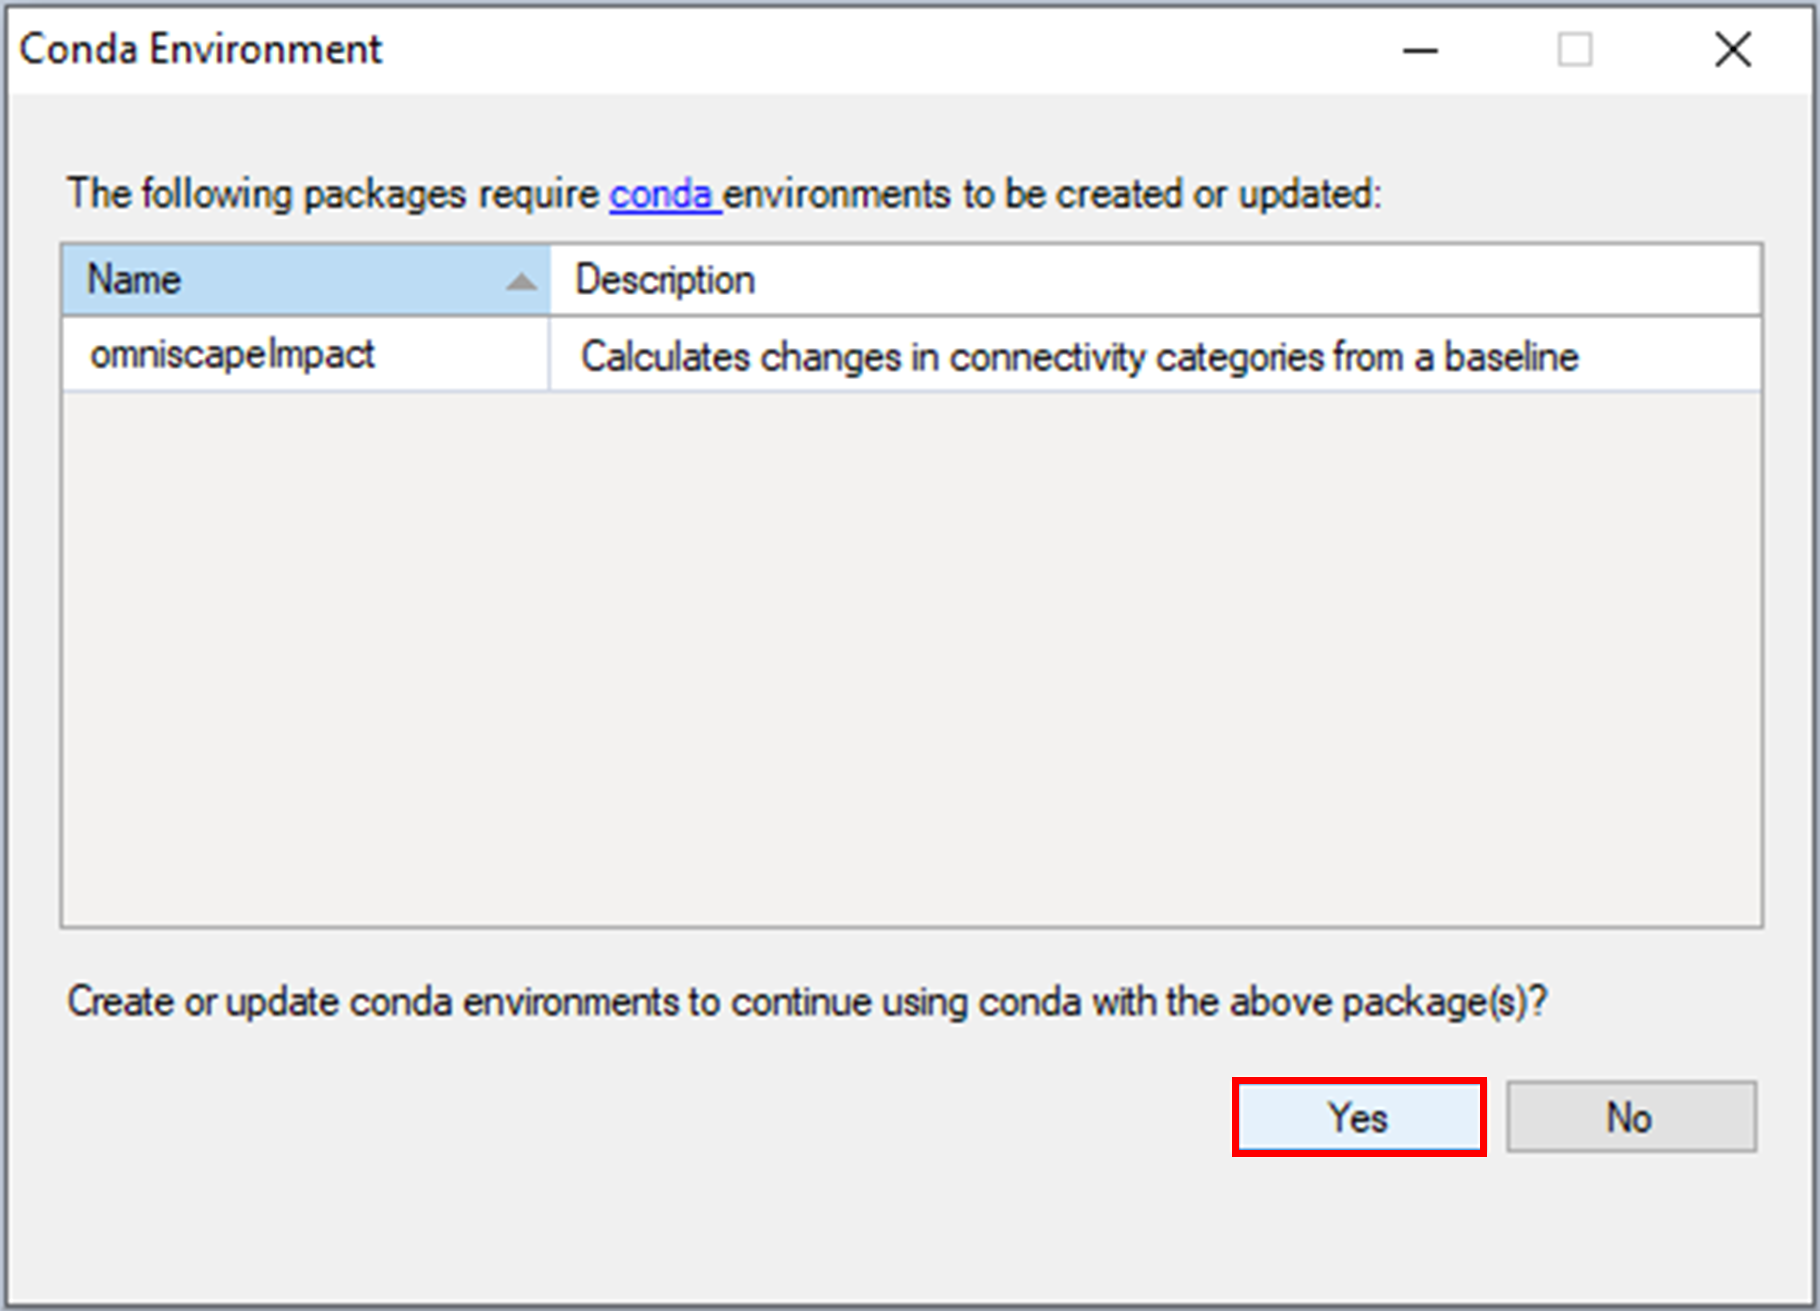 Conda Environment
The following packages require conda environments to be created or updated:
Name Description
omniscapeImpact Calculates changes in connectivity categories from a baseline
Create or update conda environments to continue using conda with the above package(s)?
Yes No